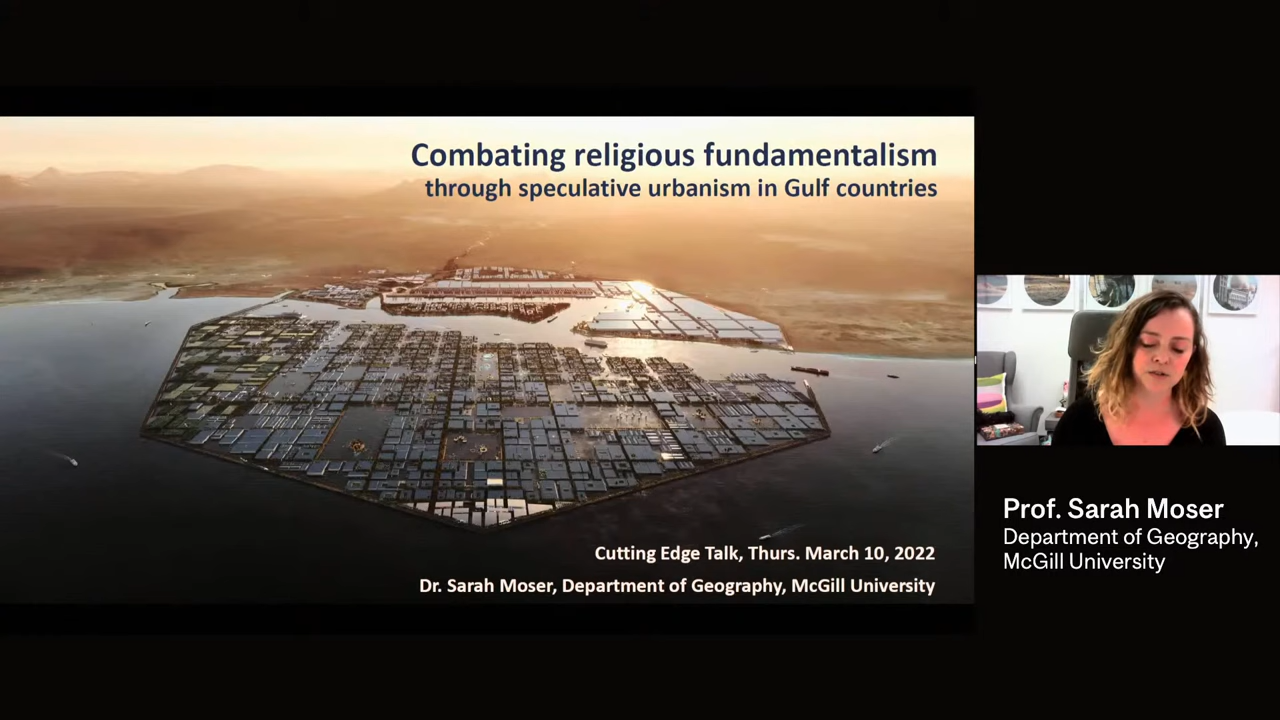 Combating religious fundamentalism
through speculative urbanism in Gulf countries
Cutting Edge Talk, Thurs. March 10, 2022
Dr. Sarah Moser, Department of Geography, McGill University
Prof. Sarah Moser
Department of Geography,
McGill University